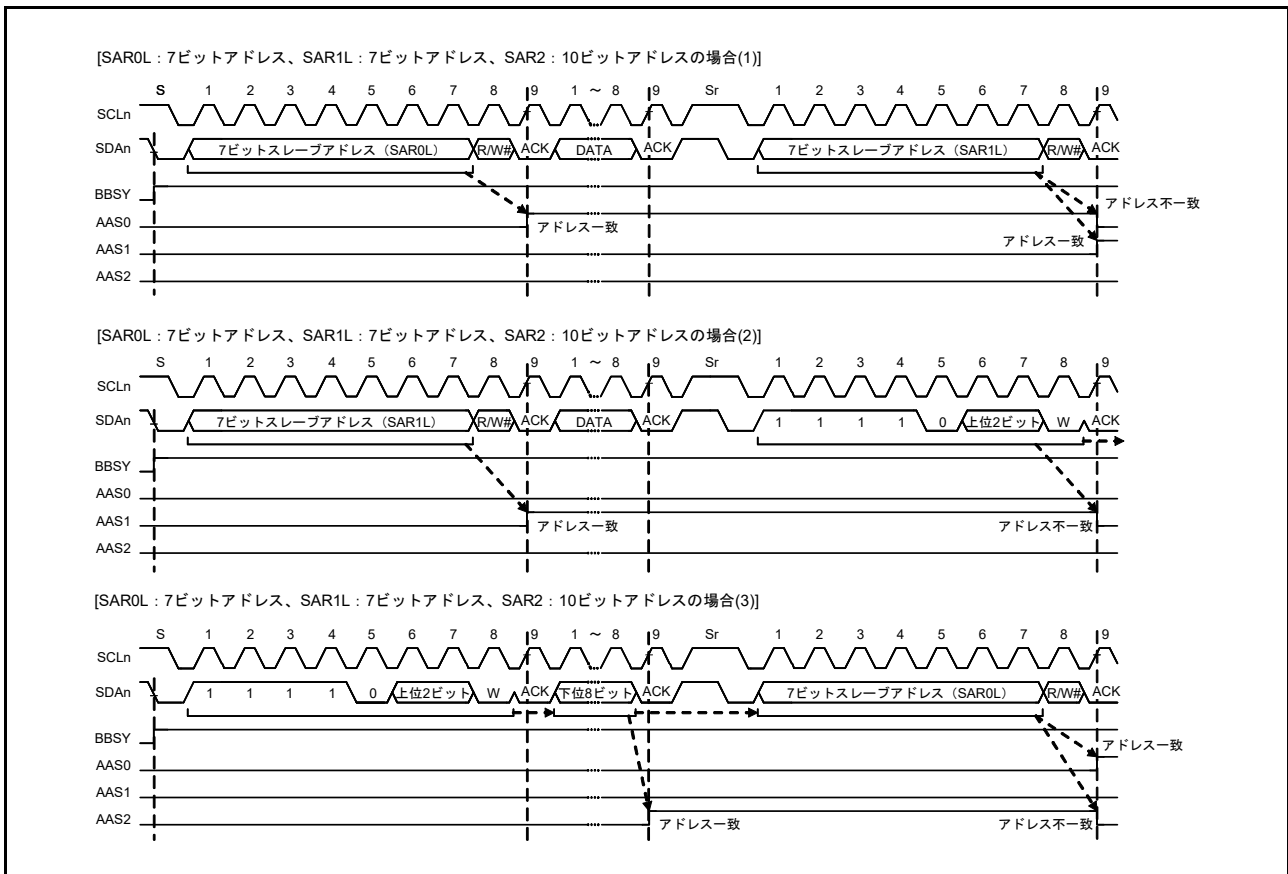 [SAR0L：7ビットアドレス、SAR1L：7ビットアドレス、SAR2：10ビットアドレスの場合(1)]
S 1 2 3 4 5 6 7 8 9 1 ～ 8 9 Sr 1 2 3 4 5 6 7 8 9
SCLn
SDAn 7ビットスレーブアドレス（SAR0L） R/W# ACK DATA ACK 7ビットスレーブアドレス（SAR1L） R/W# ACK
BBSY
アドレス不一致
AAS0
アドレス一致
アドレス一致
AAS1
AAS2
[SAR0L：7ビットアドレス、SAR1L：7ビットアドレス、SAR2：10ビットアドレスの場合(2)]
S 1 2 3 4 5 6 7 8 9 1 ～ 8 9 Sr 1 2 3 4 5 6 7 8 9
SCLn
SDAn 7ビットスレーブアドレス（SAR1L） R/W# ACK DATA ACK 1 1 1 1 0 上位2ビット W ACK
BBSY
AAS0
AAS1 アドレス一致 アドレス不一致
AAS2
[SAR0L：7ビットアドレス、SAR1L：7ビットアドレス、SAR2：10ビットアドレスの場合(3)]
S 1 2 3 4 5 6 7 8 9 1 ～ 8 9 Sr 1 2 3 4 5 6 7 8 9
SCLn
SDAn 1 1 1 1 0 上位2ビット W ACK 下位8ビット ACK 7ビットスレーブアドレス（SAR0L） R/W# ACK
BBSY アドレス一致
AAS0
AAS1
AAS2 アドレス一致 アドレス不一致